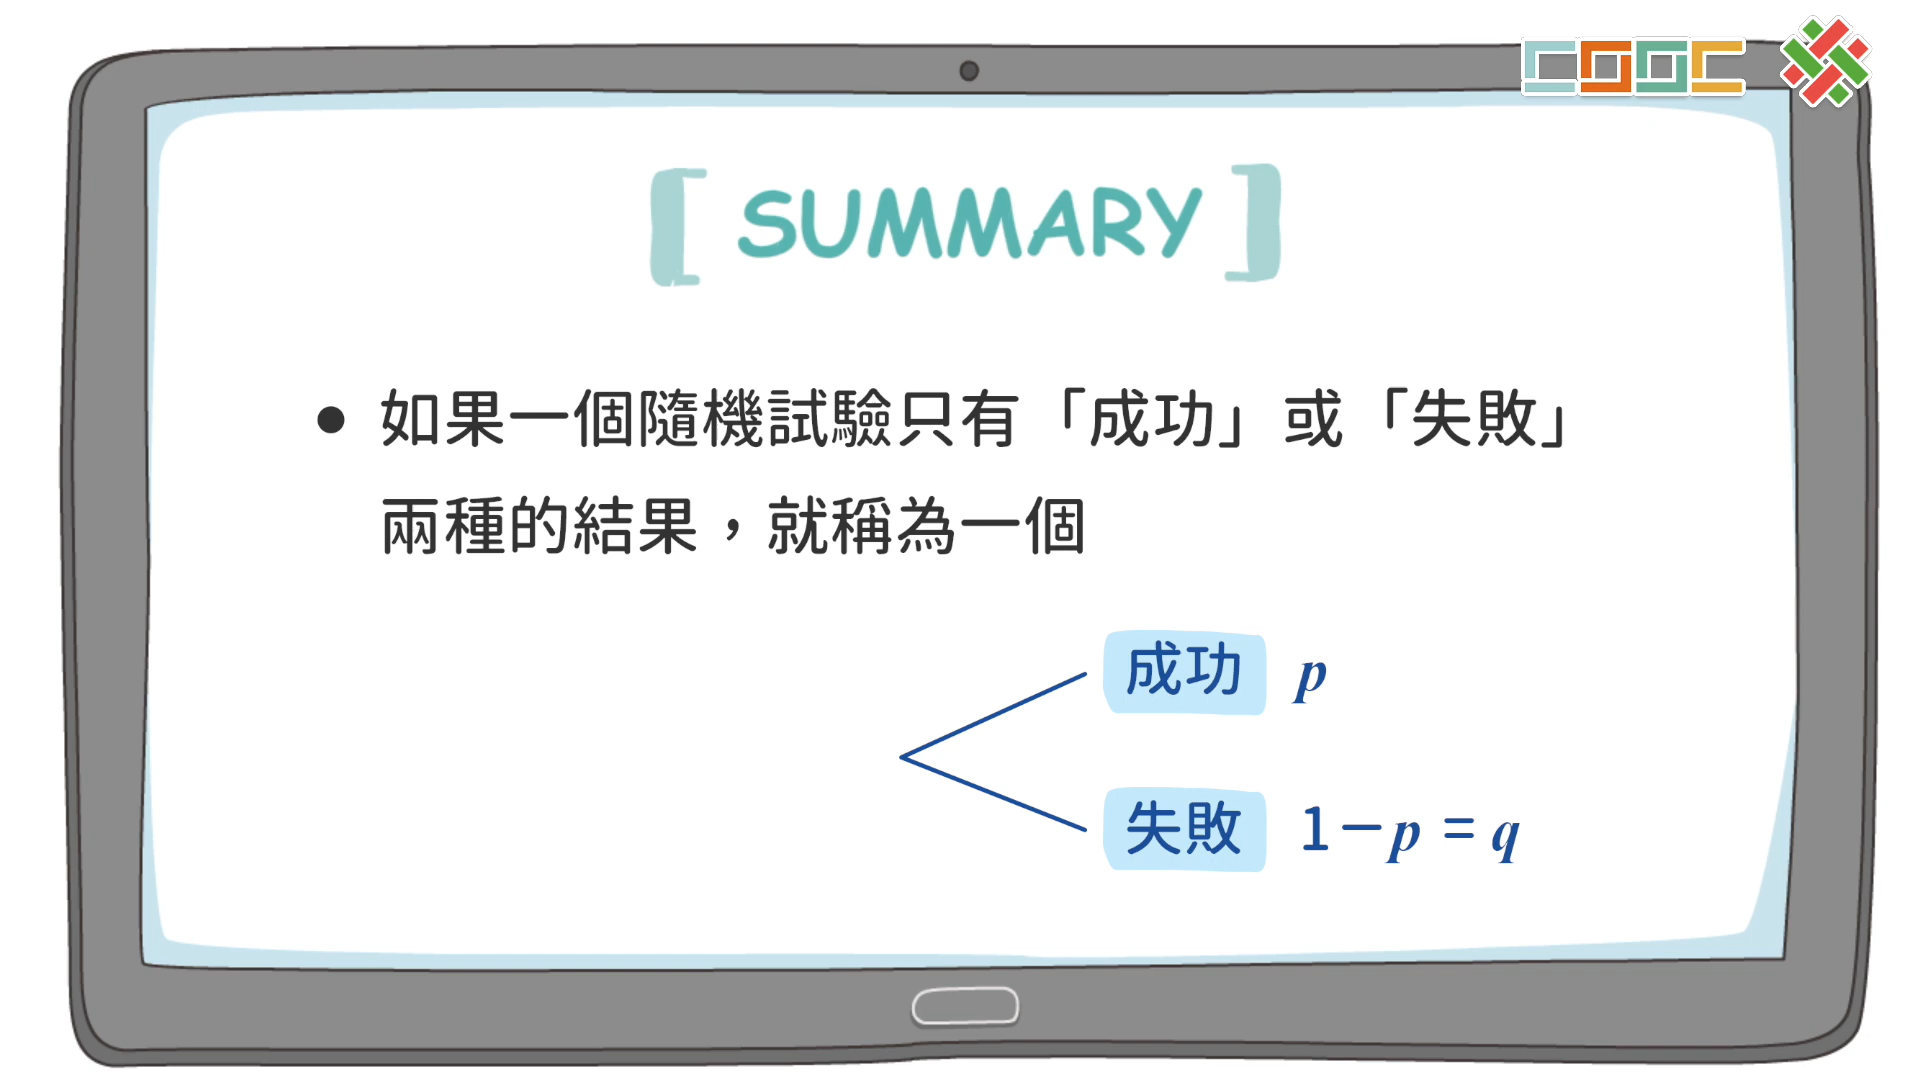 COOC
SUMMARY
• 如果一個隨機試驗只有「成功」或「失敗」
兩種的結果，就稱為一個
成功 p
失敗 1－p = q